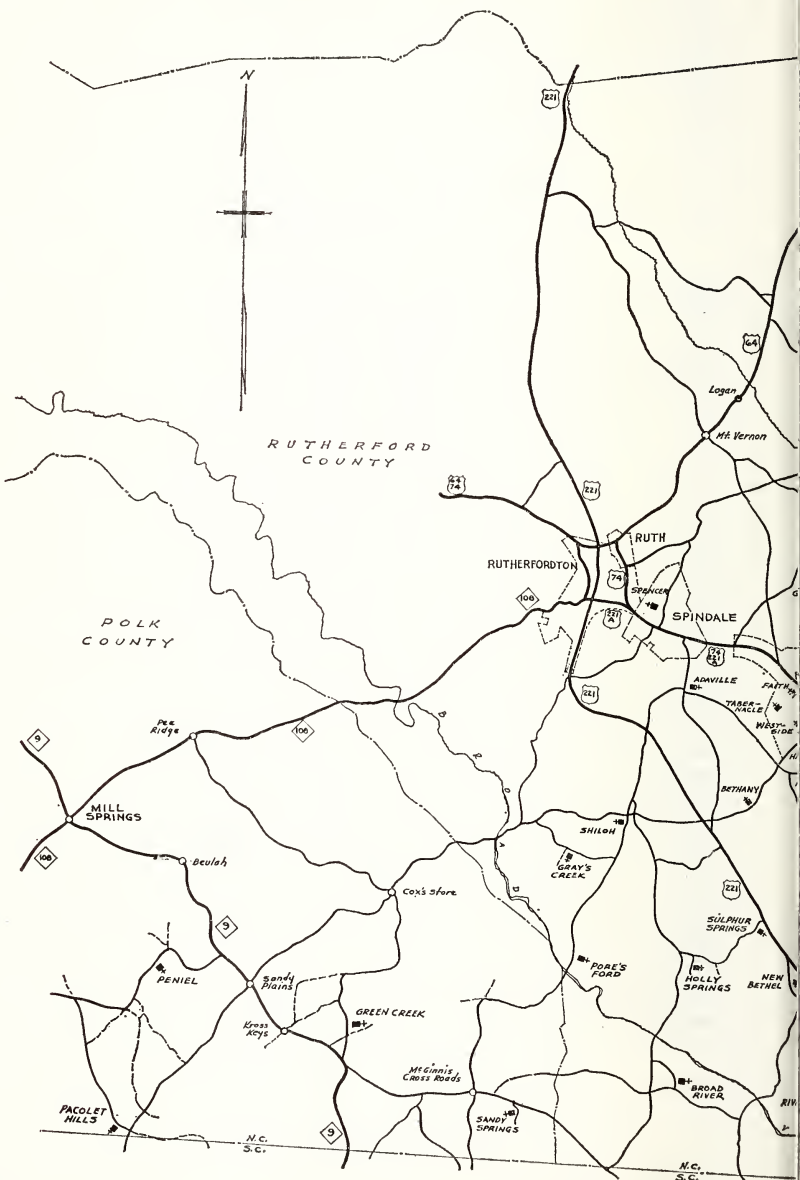 N
221
64
Logan
Mt. Vernon
RUTHERFORD
COUNTY
64
74
221
RUTH
RUTHERFORDTON
74
108
SPENCER
221
A
SPINDALE
POLK
COUNTY
74
221
A
ADAVILLE
FAITH
221
TABER-
NACLE
WEST-
SIDE
Pee
Ridge
108
9
BROAD
BETHANY
MILL
SPRINGS
SHILOH
108
Beulah
GRAY'S
CREEK
Cox's Store
221
9
SULPHUR
SPRINGS
PENIEL
Sandy
Plains
PORE'S
FORD
HOLLY
SPRINGS
NEW
BETHEL
Kross
Keys
GREEN CREEK
McGinnis
Cross Roads
BROAD
RIVER
PACOLET
HILLS
SANDY
SPRINGS
9
N.C.
S.C.
N.C.
S.C.